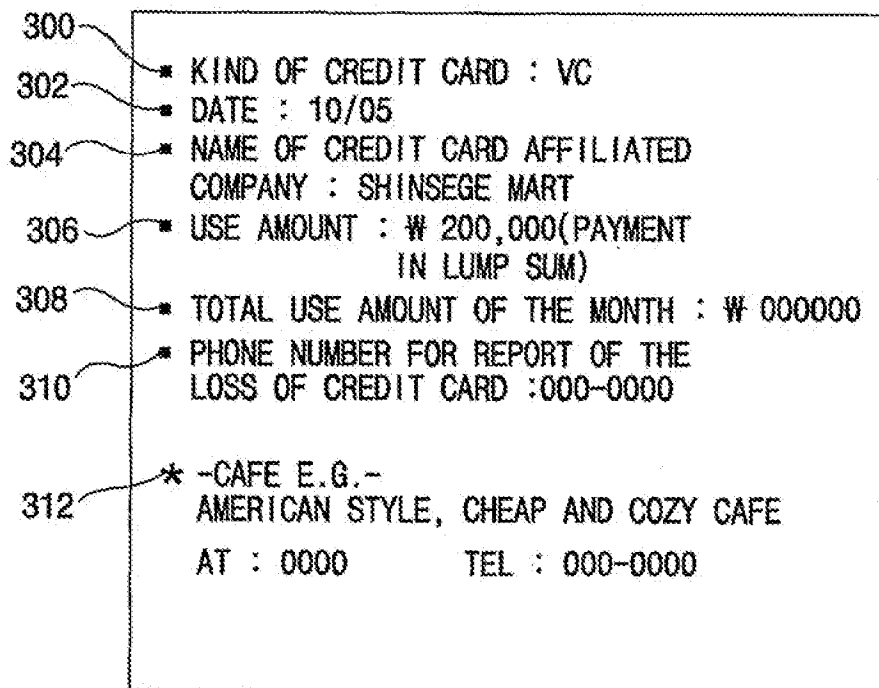 300 ▪ KIND OF CREDIT CARD : VC
302 ▪ DATE : 10/05
304 ▪ NAME OF CREDIT CARD AFFILIATED
COMPANY : SHINSEGE MART
306 ▪ USE AMOUNT : ₩ 200,000(PAYMENT
IN LUMP SUM)
308 ▪ TOTAL USE AMOUNT OF THE MONTH : ₩ 000000
310 ▪ PHONE NUMBER FOR REPORT OF THE
LOSS OF CREDIT CARD :000-0000
312 * -CAFE E.G.-
AMERICAN STYLE, CHEAP AND COZY CAFE
AT : 0000 TEL : 000-0000